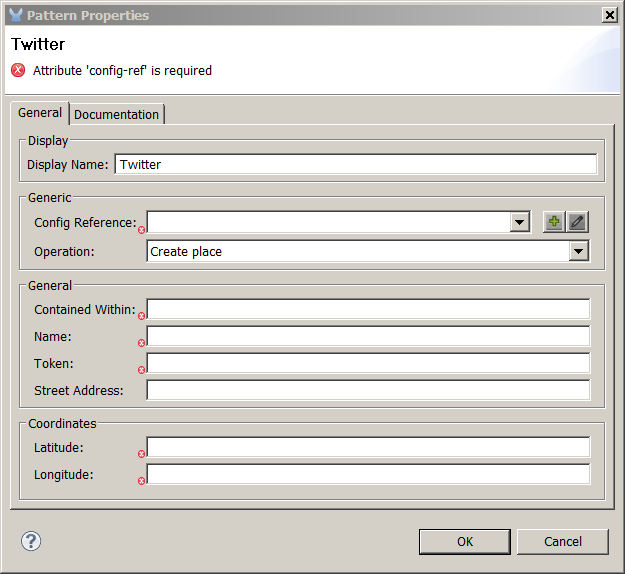 Pattern Properties
Twitter
Attribute 'config-ref' is required
General Documentation
Display
Display Name: Twitter
Generic
Config Reference:
Operation: Create place
General
Contained Within:
Name:
Token:
Street Address:
Coordinates
Latitude:
Longitude:
OK Cancel